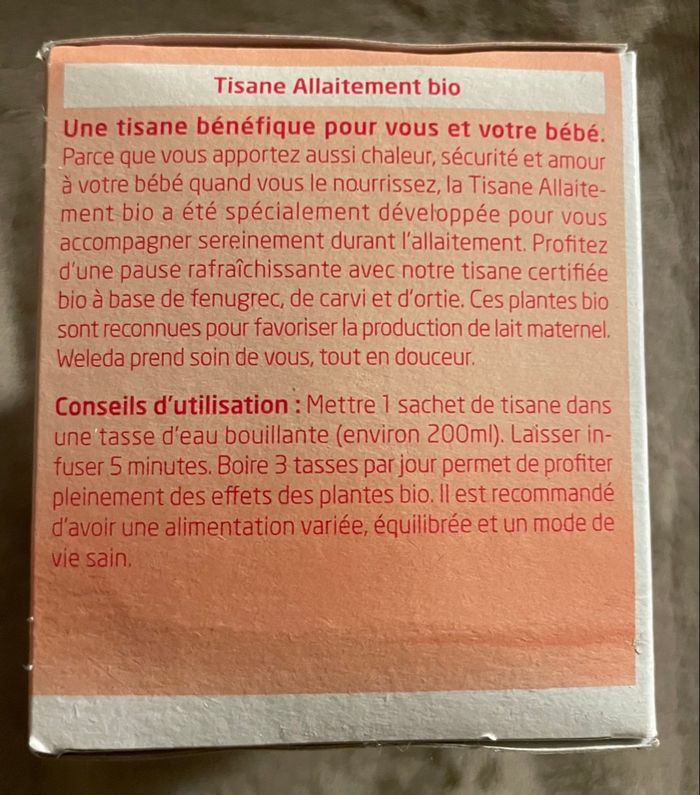 Tisane Allaitement bio
Une tisane bénéfique pour vous et votre bébé.
Parce que vous apportez aussi chaleur, sécurité et amour
à votre bébé quand vous le nourrissez, la Tisane Allaite-
ment bio a été spécialement développée pour vous
accompagner sereinement durant l'allaitement. Profitez
d'une pause rafraîchissante avec notre tisane certifiée
bio à base de fenugrec, de carvi et d'ortie. Ces plantes bio
sont reconnues pour favoriser la production de lait maternel.
Weleda prend soin de vous, tout en douceur.
Conseils d'utilisation : Mettre 1 sachet de tisane dans
une tasse d'eau bouillante (environ 200ml). Laisser in-
fuser 5 minutes. Boire 3 tasses par jour permet de profiter
pleinement des effets des plantes bio. Il est recommandé
d'avoir une alimentation variée, équilibrée et un mode de
vie sain.